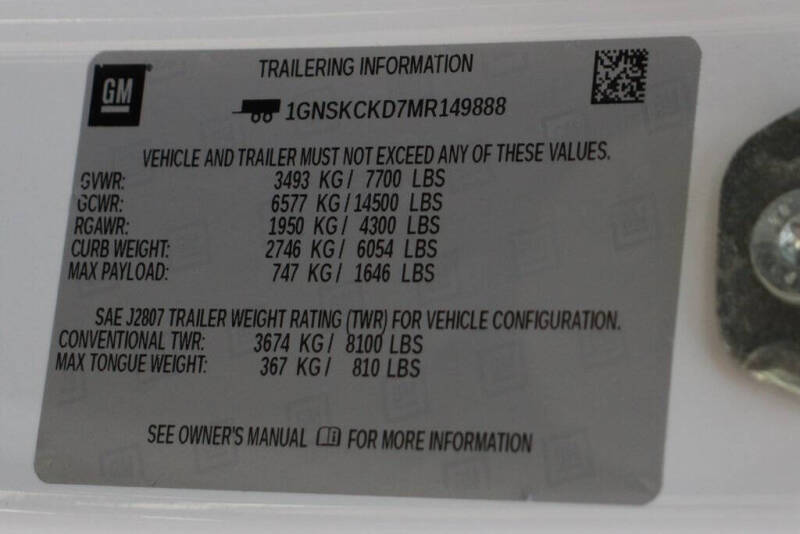 GM
TRAILERING INFORMATION
1GNSKCKD7MR149888
VEHICLE AND TRAILER MUST NOT EXCEED ANY OF THESE VALUES.
GVWR: 3493 KG / 7700 LBS
GCWR: 6577 KG / 14500 LBS
RGAWR: 1950 KG / 4300 LBS
CURB WEIGHT: 2746 KG / 6054 LBS
MAX PAYLOAD: 747 KG / 1646 LBS
SAE J2807 TRAILER WEIGHT RATING (TWR) FOR VEHICLE CONFIGURATION.
CONVENTIONAL TWR: 3674 KG / 8100 LBS
MAX TONGUE WEIGHT: 367 KG / 810 LBS
SEE OWNER'S MANUAL FOR MORE INFORMATION